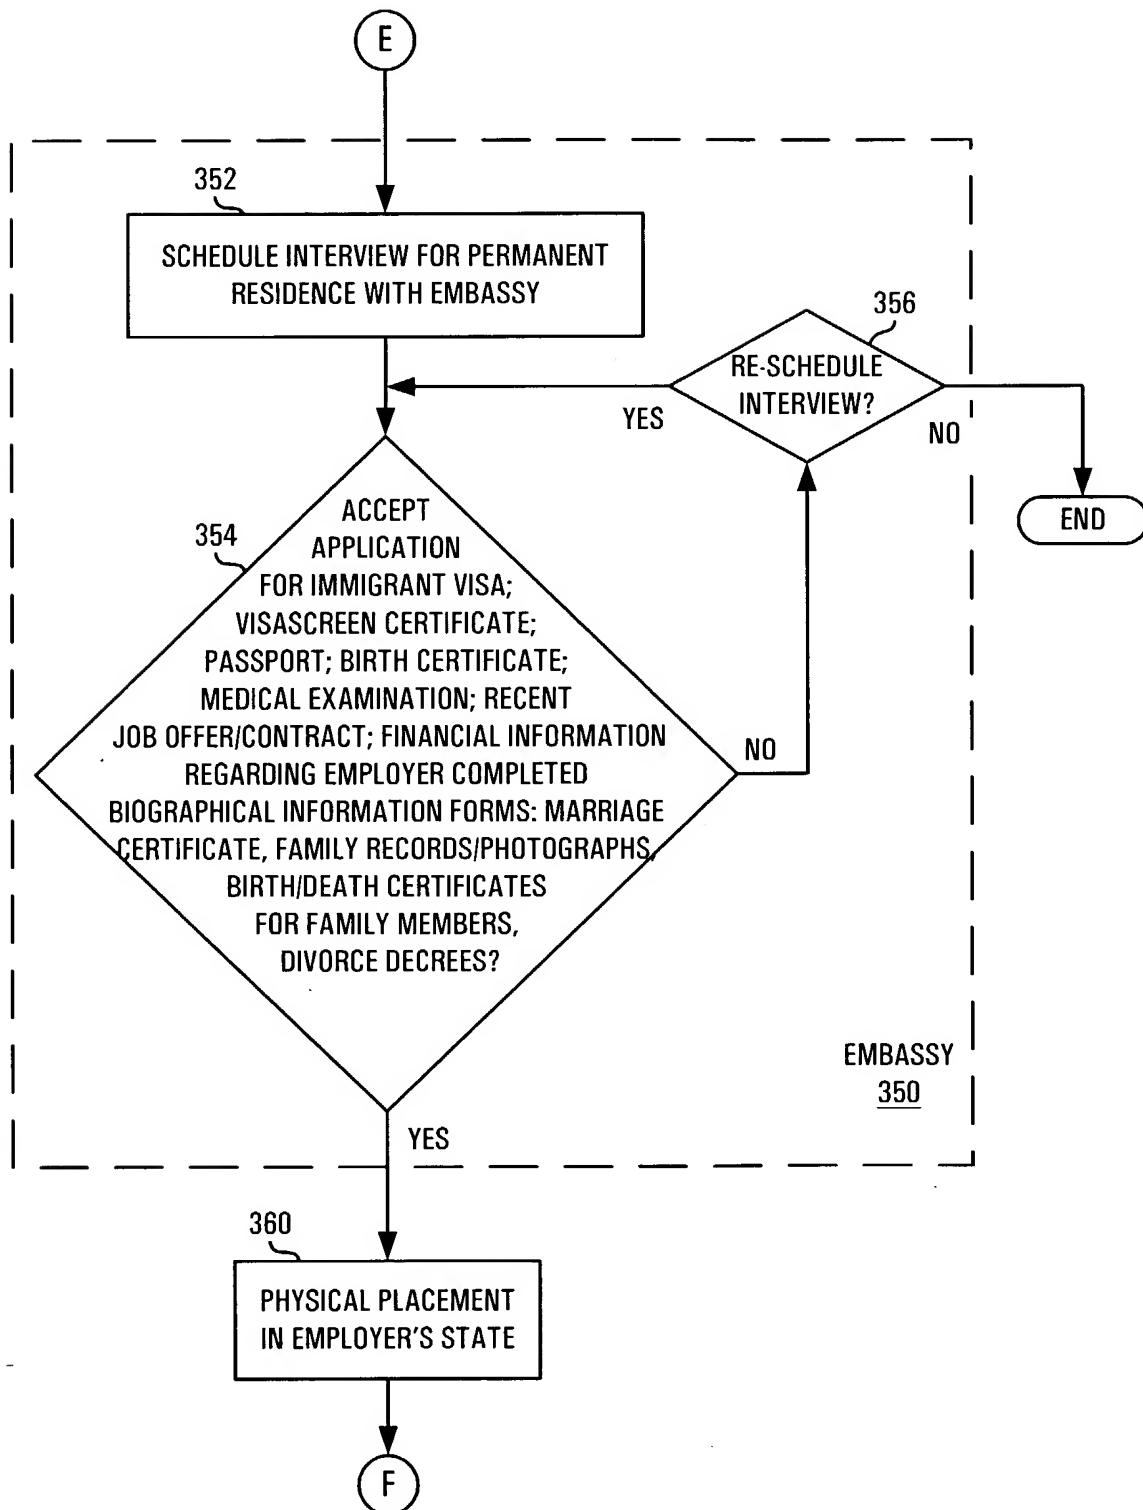 E
352
SCHEDULE INTERVIEW FOR PERMANENT
RESIDENCE WITH EMBASSY
356
RE-SCHEDULE
INTERVIEW?
YES
NO
END
354
ACCEPT
APPLICATION
FOR IMMIGRANT VISA;
VISASCREEN CERTIFICATE;
PASSPORT; BIRTH CERTIFICATE;
MEDICAL EXAMINATION; RECENT
JOB OFFER/CONTRACT; FINANCIAL INFORMATION
REGARDING EMPLOYER COMPLETED
BIOGRAPHICAL INFORMATION FORMS: MARRIAGE
CERTIFICATE, FAMILY RECORDS/PHOTOGRAPHS,
BIRTH/DEATH CERTIFICATES
FOR FAMILY MEMBERS,
DIVORCE DECREES?
NO
EMBASSY
350
YES
360
PHYSICAL PLACEMENT
IN EMPLOYER'S STATE
F